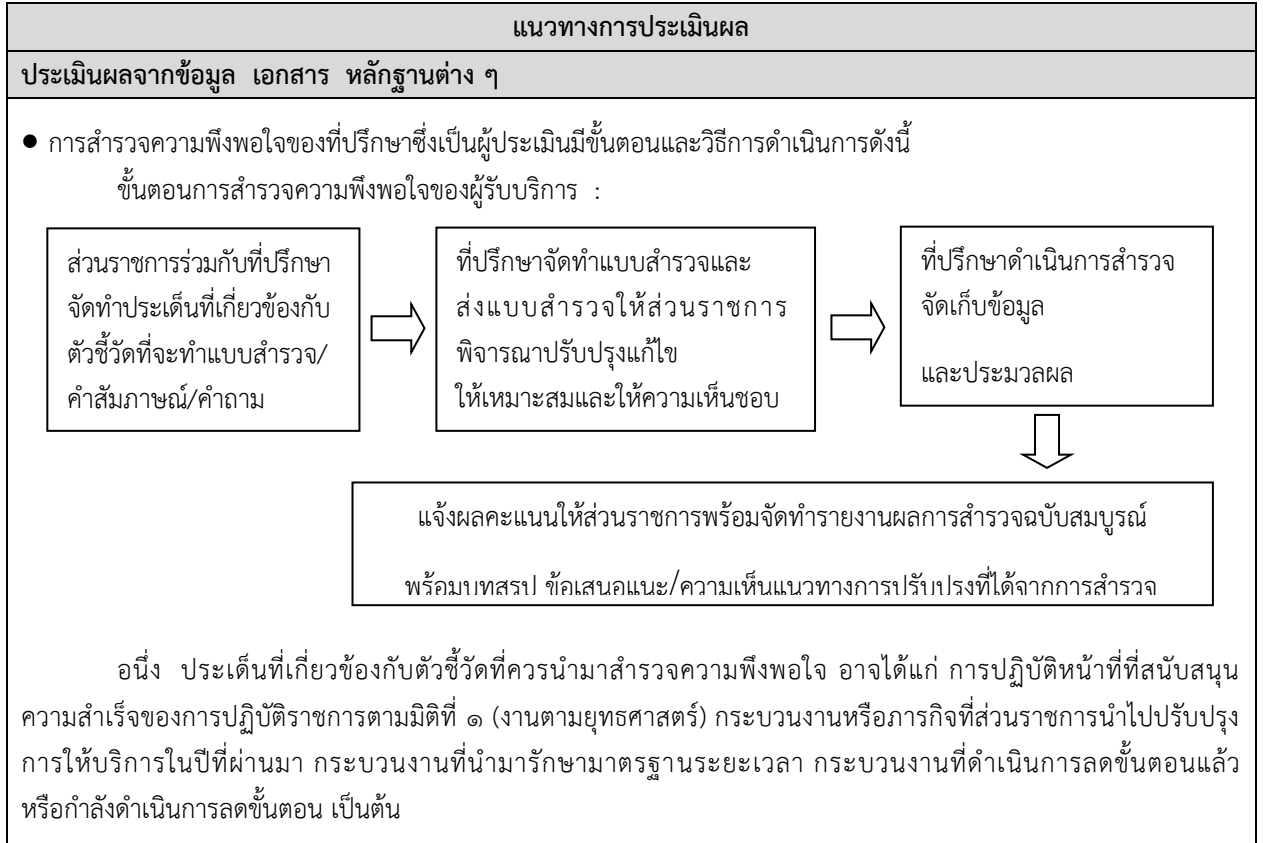 แนวทางการประเมินผล
ประเมินผลจากข้อมูล เอกสาร หลักฐานต่าง ๆ
● การสำรวจความพึงพอใจของที่ปรึกษาซึ่งเป็นผู้ประเมินมีขั้นตอนและวิธีการดำเนินการดังนี้
ขั้นตอนการสำรวจความพึงพอใจของผู้รับบริการ :
ส่วนราชการร่วมกับที่ปรึกษา
จัดทำประเด็นที่เกี่ยวข้องกับ
ตัวชี้วัดที่จะทำแบบสำรวจ/
คำสัมภาษณ์/คำถาม
ที่ปรึกษาจัดทำแบบสำรวจและ
ส่งแบบสำรวจให้ส่วนราชการ
พิจารณาปรับปรุงแก้ไข
ให้เหมาะสมและให้ความเห็นชอบ
ที่ปรึกษาดำเนินการสำรวจ
จัดเก็บข้อมูล
และประมวลผล
แจ้งผลคะแนนให้ส่วนราชการพร้อมจัดทำรายงานผลการสำรวจฉบับสมบูรณ์
พร้อมบทสรุป ข้อเสนอแนะ/ความเห็นแนวทางการปรับปรุงที่ได้จากการสำรวจ
อนึ่ง ประเด็นที่เกี่ยวข้องกับตัวชี้วัดที่ควรนำมาสำรวจความพึงพอใจ อาจได้แก่ การปฏิบัติหน้าที่ที่สนับสนุน
ความสำเร็จของการปฏิบัติราชการตามมิติที่ ๑ (งานตามยุทธศาสตร์) กระบวนงานหรือภารกิจที่ส่วนราชการนำไปปรับปรุง
การให้บริการในปีที่ผ่านมา กระบวนงานที่นำมารักษามาตรฐานระยะเวลา กระบวนงานที่ดำเนินการลดขั้นตอนแล้ว
หรือกำลังดำเนินการลดขั้นตอน เป็นต้น